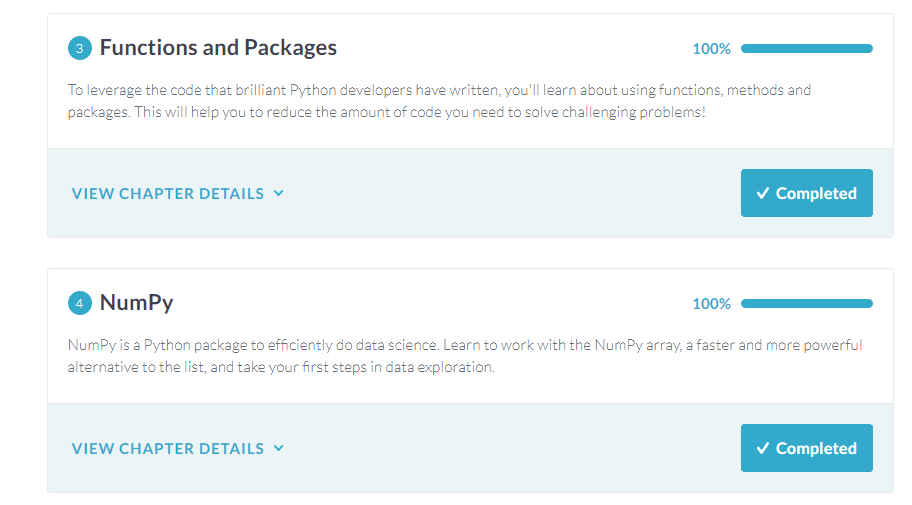 3 Functions and Packages 100%
To leverage the code that brilliant Python developers have written, you'll learn about using functions, methods and
packages. This will help you to reduce the amount of code you need to solve challenging problems!
VIEW CHAPTER DETAILS ✓ Completed
4 NumPy 100%
NumPy is a Python package to efficiently do data science. Learn to work with the NumPy array, a faster and more powerful
alternative to the list, and take your first steps in data exploration.
VIEW CHAPTER DETAILS ✓ Completed